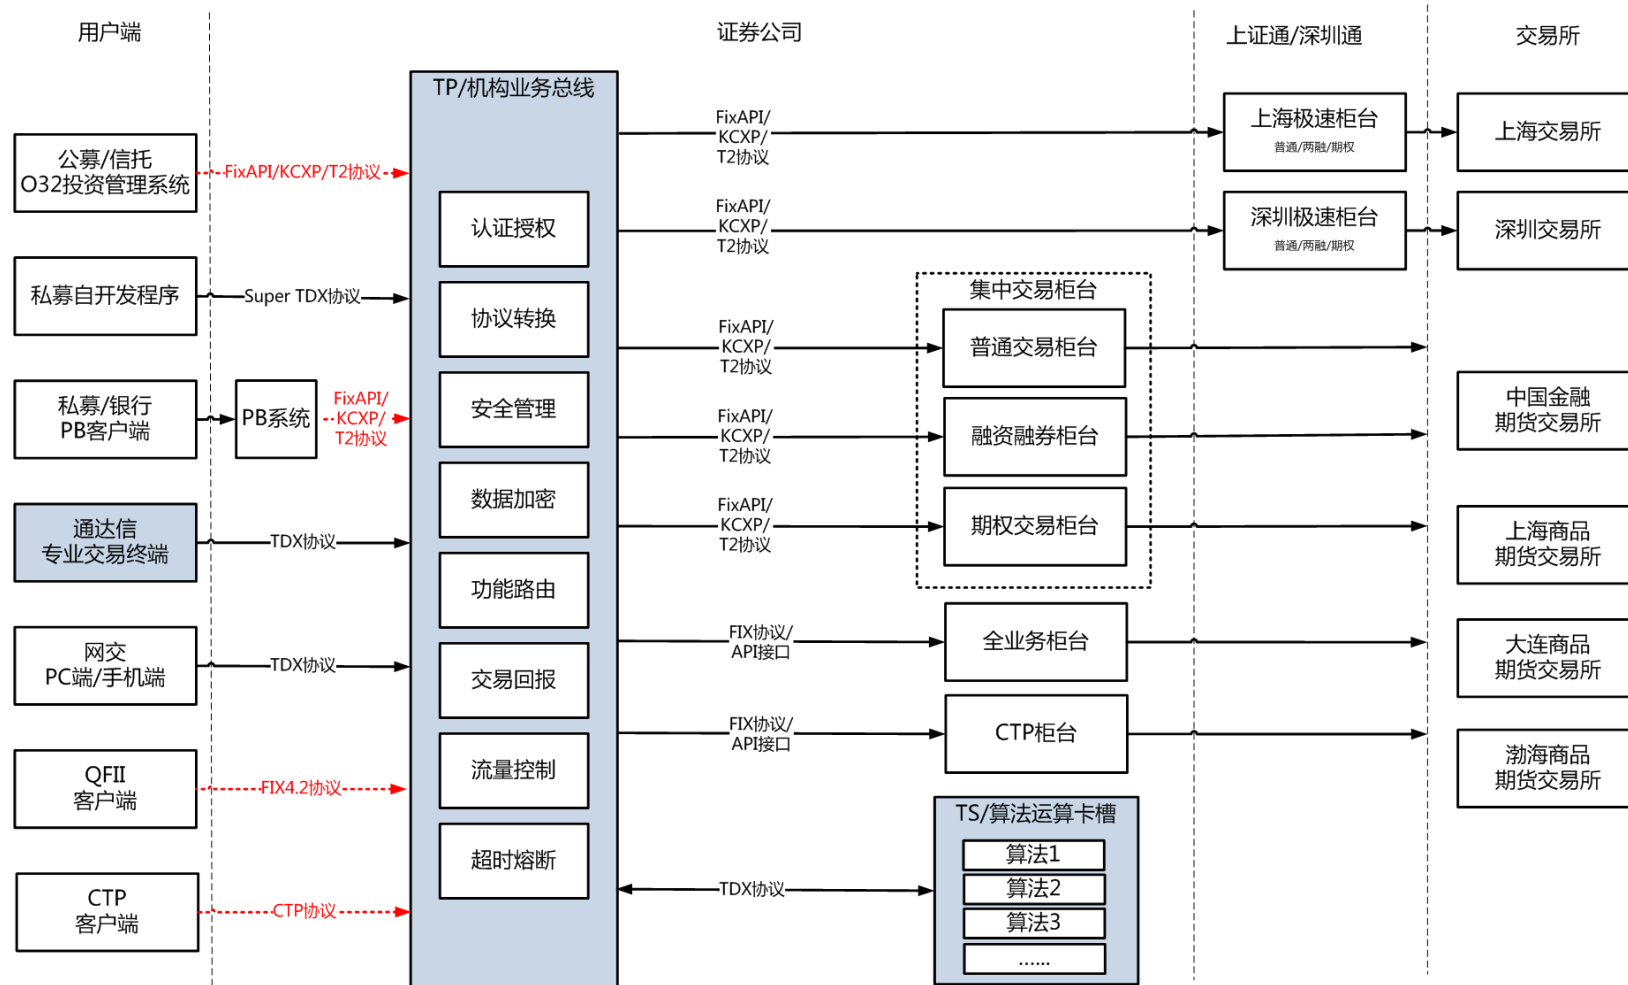 用户端
证券公司
上证通/深圳通
交易所
公募/信托
O32投资管理系统
私募自开发程序
私募/银行
PB客户端
通达信
专业交易终端
网交
PC端/手机端
QFII
客户端
CTP
客户端
PB系统
FixAPI/KCXP/T2协议
Super TDX协议
FixAPI/
KCXP/
T2协议
TDX协议
TDX协议
FIX4.2协议
CTP协议
TP/机构业务总线
认证授权
协议转换
安全管理
数据加密
功能路由
交易回报
流量控制
超时熔断
FixAPI/
KCXP/
T2协议
FixAPI/
KCXP/
T2协议
FixAPI/
KCXP/
T2协议
FixAPI/
KCXP/
T2协议
FixAPI/
KCXP/
T2协议
FIX协议/
API接口
FIX协议/
API接口
TDX协议
集中交易柜台
普通交易柜台
融资融券柜台
期权交易柜台
全业务柜台
CTP柜台
TS/算法运算卡槽
算法1
算法2
算法3
......
上海极速柜台
普通/两融/期权
深圳极速柜台
普通/两融/期权
上海交易所
深圳交易所
中国金融
期货交易所
上海商品
期货交易所
大连商品
期货交易所
渤海商品
期货交易所